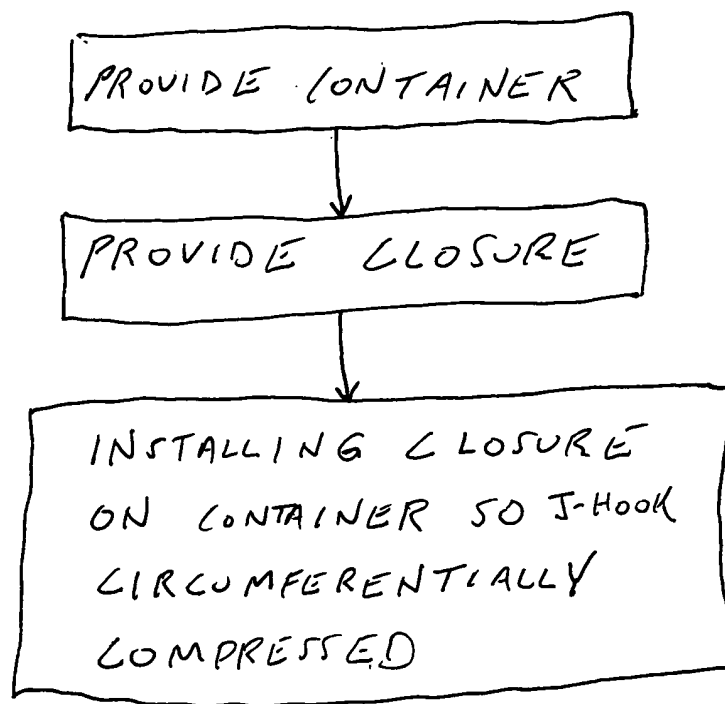 PROVIDE CONTAINER
PROVIDE CLOSURE
INSTALLING CLOSURE
ON CONTAINER SO J-HOOK
CIRCUMFERENTIALLY
COMPRESSED